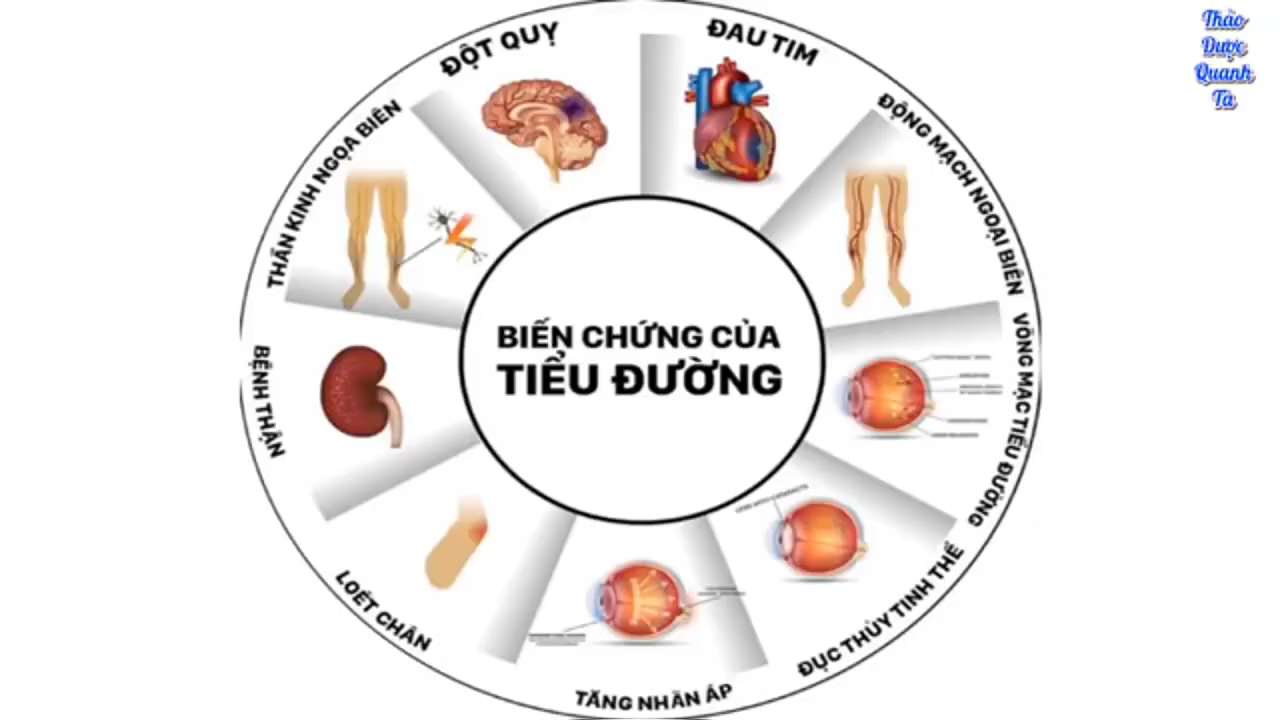 ĐỘT QUỴ
ĐAU TIM
ĐỘNG MẠCH NGOẠI BIÊN
VÕNG MẠC TIỂU ĐƯỜNG
ĐỤC THỦY TINH THỂ
TĂNG NHÃN ÁP
LOÉT CHÂN
BỆNH THẬN
THẦN KINH NGOẠ BIÊN
BIẾN CHỨNG CỦA
TIỂU ĐƯỜNG
Thảo
Dược
Quanh
Ta